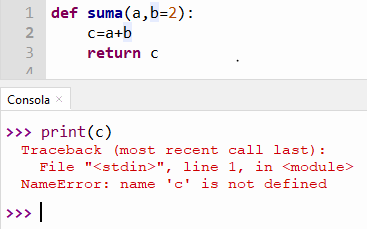 1 def suma(a,b=2):
2 c=a+b
3 return c
4
Consola ×
>>> print(c)
Traceback (most recent call last):
File "<stdin>", line 1, in <module>
NameError: name 'c' is not defined
>>>